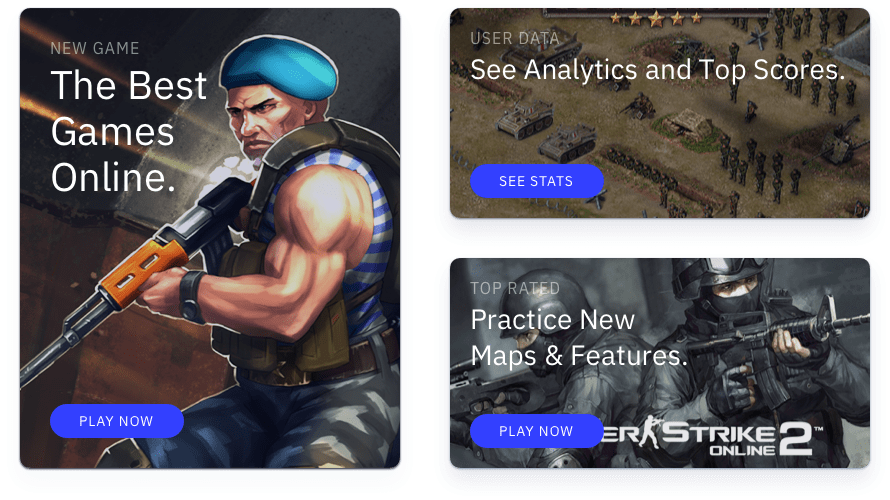 NEW GAME
The Best
Games
Online.
PLAY NOW
USER DATA
See Analytics and Top Scores.
SEE STATS
TOP RATED
Practice New
Maps & Features.
PLAY NOW
ER STRIKE 2™
ONLINE